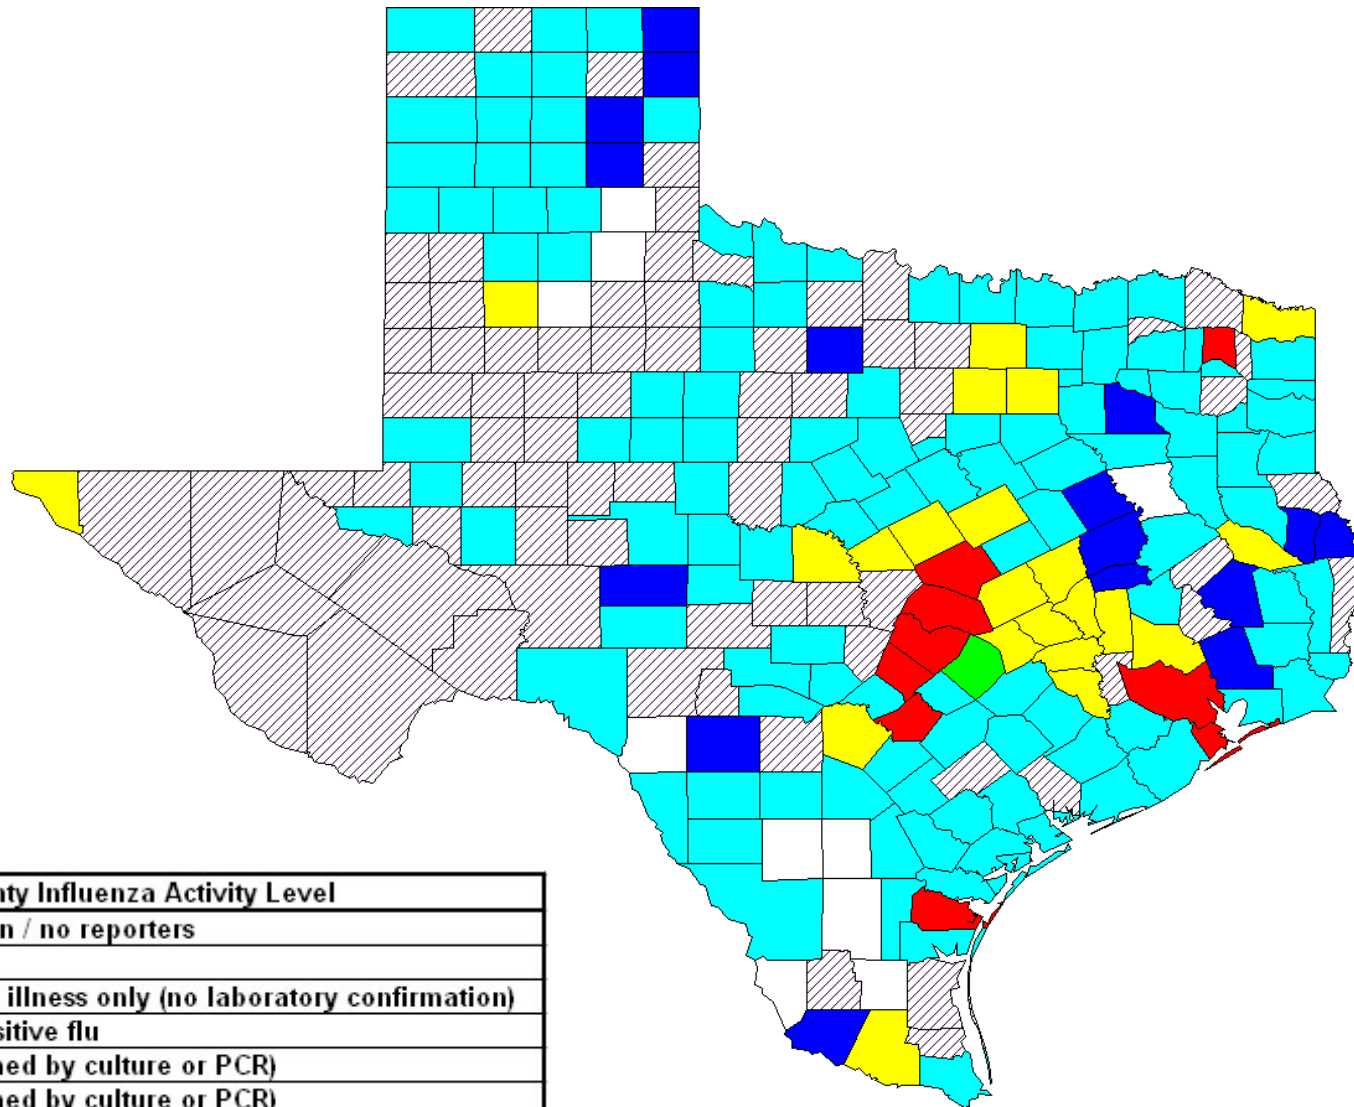 nty Influenza Activity Level
n / no reporters
illness only (no laboratory confirmation)
sitive flu
ned by culture or PCR)
ned by culture or PCR)